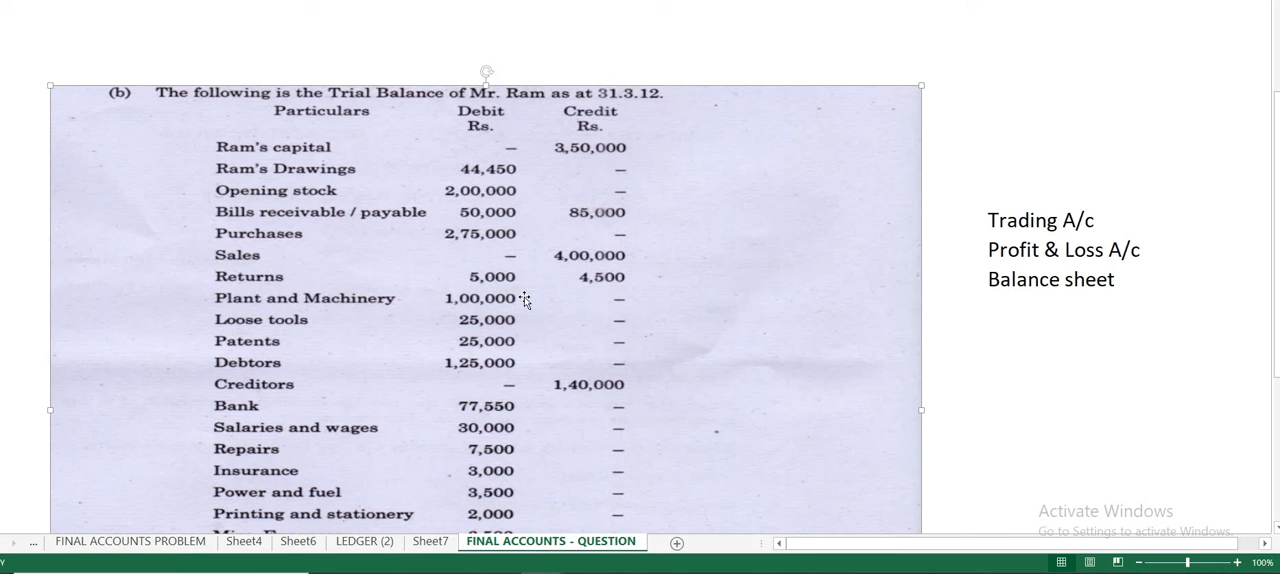 (b) The following is the Trial Balance of Mr. Ram as at 31.3.12.
Particulars Debit Credit
Rs. Rs.
Ram's capital — 3,50,000
Ram's Drawings 44,450 —
Opening stock 2,00,000 —
Bills receivable / payable 50,000 85,000
Purchases 2,75,000 —
Sales — 4,00,000
Returns 5,000 4,500
Plant and Machinery 1,00,000 —
Loose tools 25,000 —
Patents 25,000 —
Debtors 1,25,000 —
Creditors — 1,40,000
Bank 77,550 —
Salaries and wages 30,000 —
Repairs 7,500 —
Insurance 3,000 —
Power and fuel 3,500 —
Printing and stationery 2,000 —
Trading A/c
Profit & Loss A/c
Balance sheet
Activate Windows
Go to Settings to activate Windows.
... FINAL ACCOUNTS PROBLEM Sheet4 Sheet6 LEDGER (2) Sheet7 FINAL ACCOUNTS - QUESTION
Y 100%